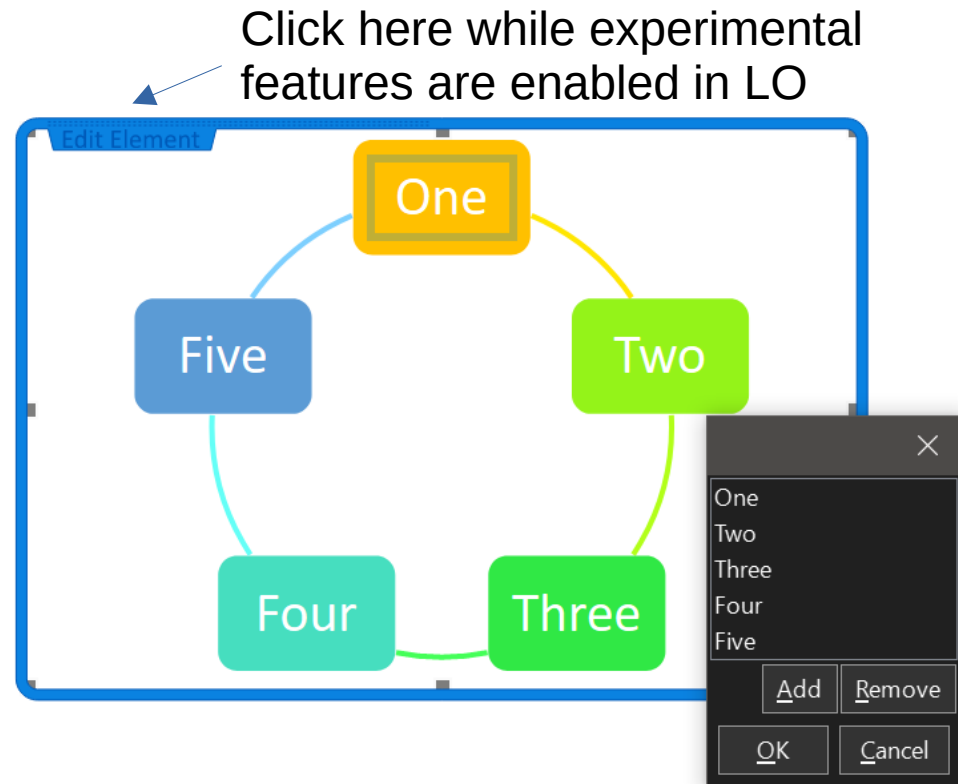 Click here while experimental
features are enabled in LO
Edit Element
One
Five
Two
Four
Three
One
Two
Three
Four
Five
Add Remove
OK Cancel